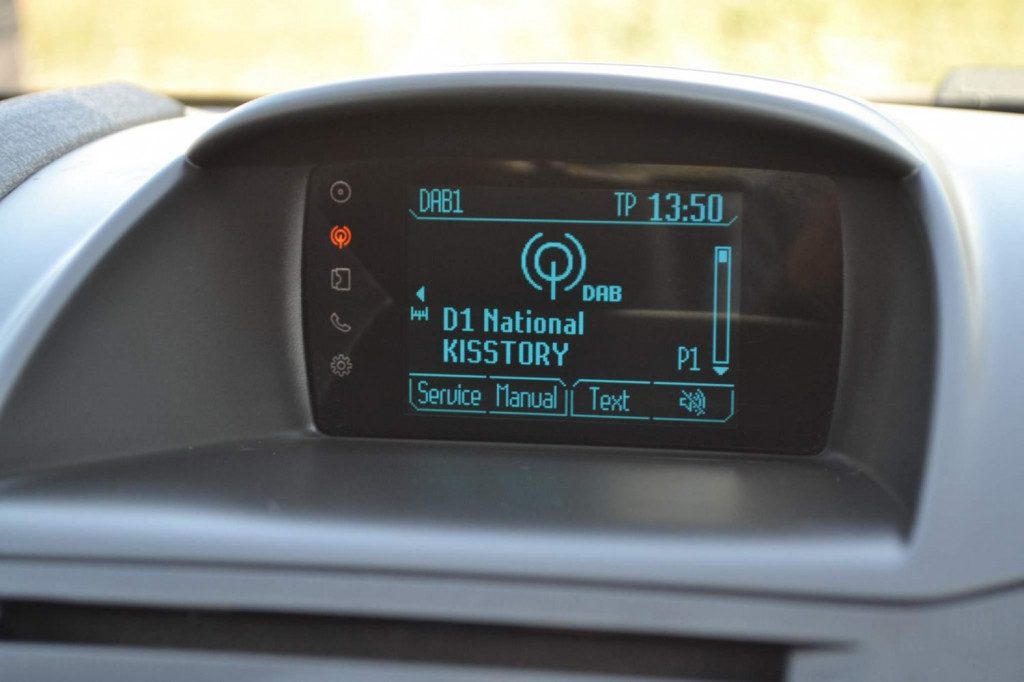 DAB1 TP 13:50
DAB
D1 National
KISSTORY P1
Service Manual Text